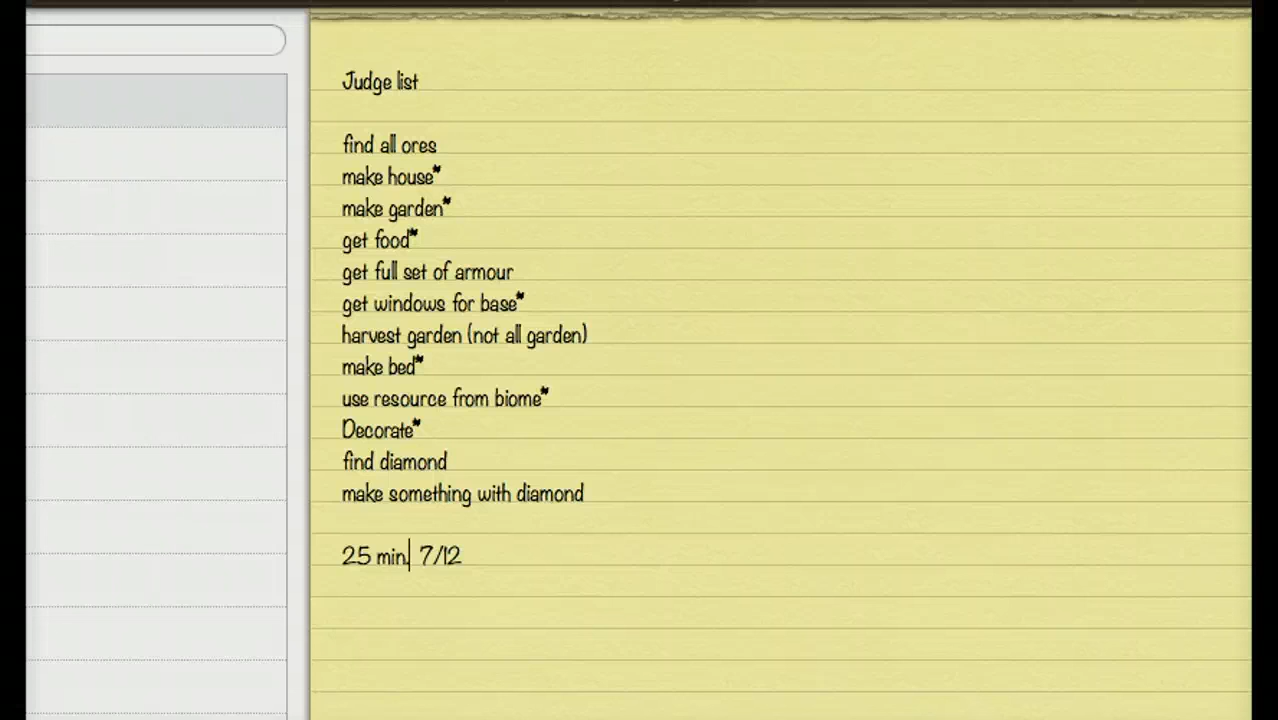 Judge list
find all ores
make house*
make garden*
get food*
get full set of armour
get windows for base*
harvest garden (not all garden)
make bed*
use resource from biome*
Decorate*
find diamond
make something with diamond
25 min. 7/12